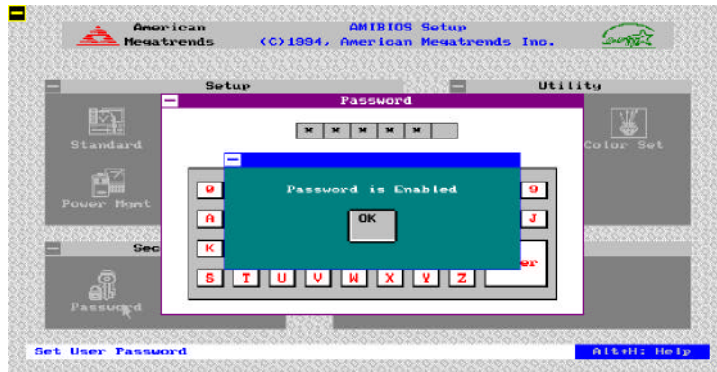 American
Megatrends
AMIBIOS Setup
(C)1994, American Megatrends Inc.
Setup
Utility
Password
* * * * *
Standard
Color Set
Power Mgmt
Password is Enabled
OK
0 9
A J
K
S T U V W X Y Z
er
Sec
Password
Set User Password
Alt+H: Help